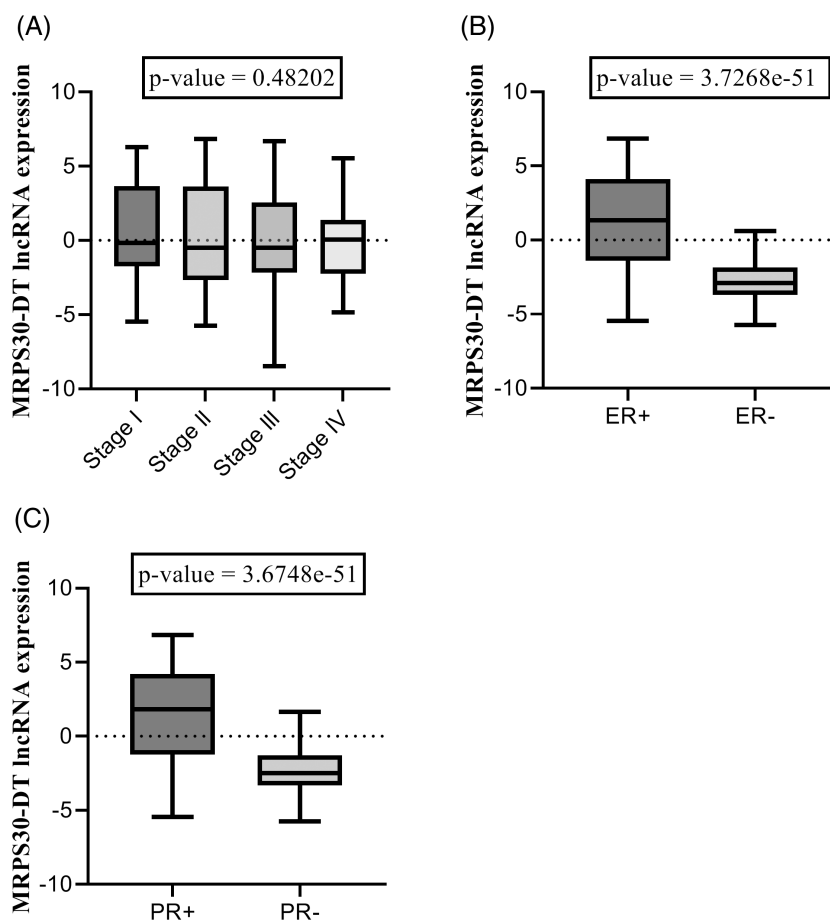 (A)
p-value = 0.48202
MRPS30-DT lncRNA expression
10
5
0
-5
-10
Stage I
Stage II
Stage III
Stage IV
(B)
p-value = 3.7268e-51
MRPS30-DT lncRNA expression
10
5
0
-5
-10
ER+
ER-
(C)
p-value = 3.6748e-51
MRPS30-DT lncRNA expression
10
5
0
-5
-10
PR+
PR-